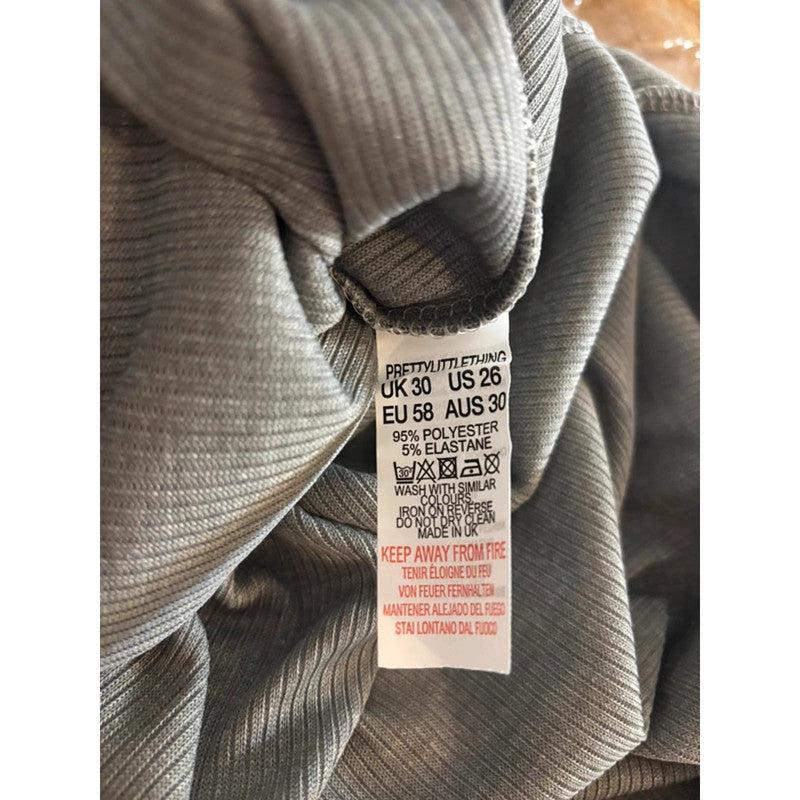 PRETTYLITTLETHING
UK 30 US 26
EU 58 AUS 30
95% POLYESTER
5% ELASTANE
30°
WASH WITH SIMILAR
COLOURS.
IRON ON REVERSE
DO NOT DRY CLEAN
MADE IN UK
KEEP AWAY FROM FIRE
TENIR ÉLOIGNE DU FEU
VON FEUER FERNHALTEN
MANTENER ALEJADO DEL FUEGO
STAI LONTANO DAL FUOCO